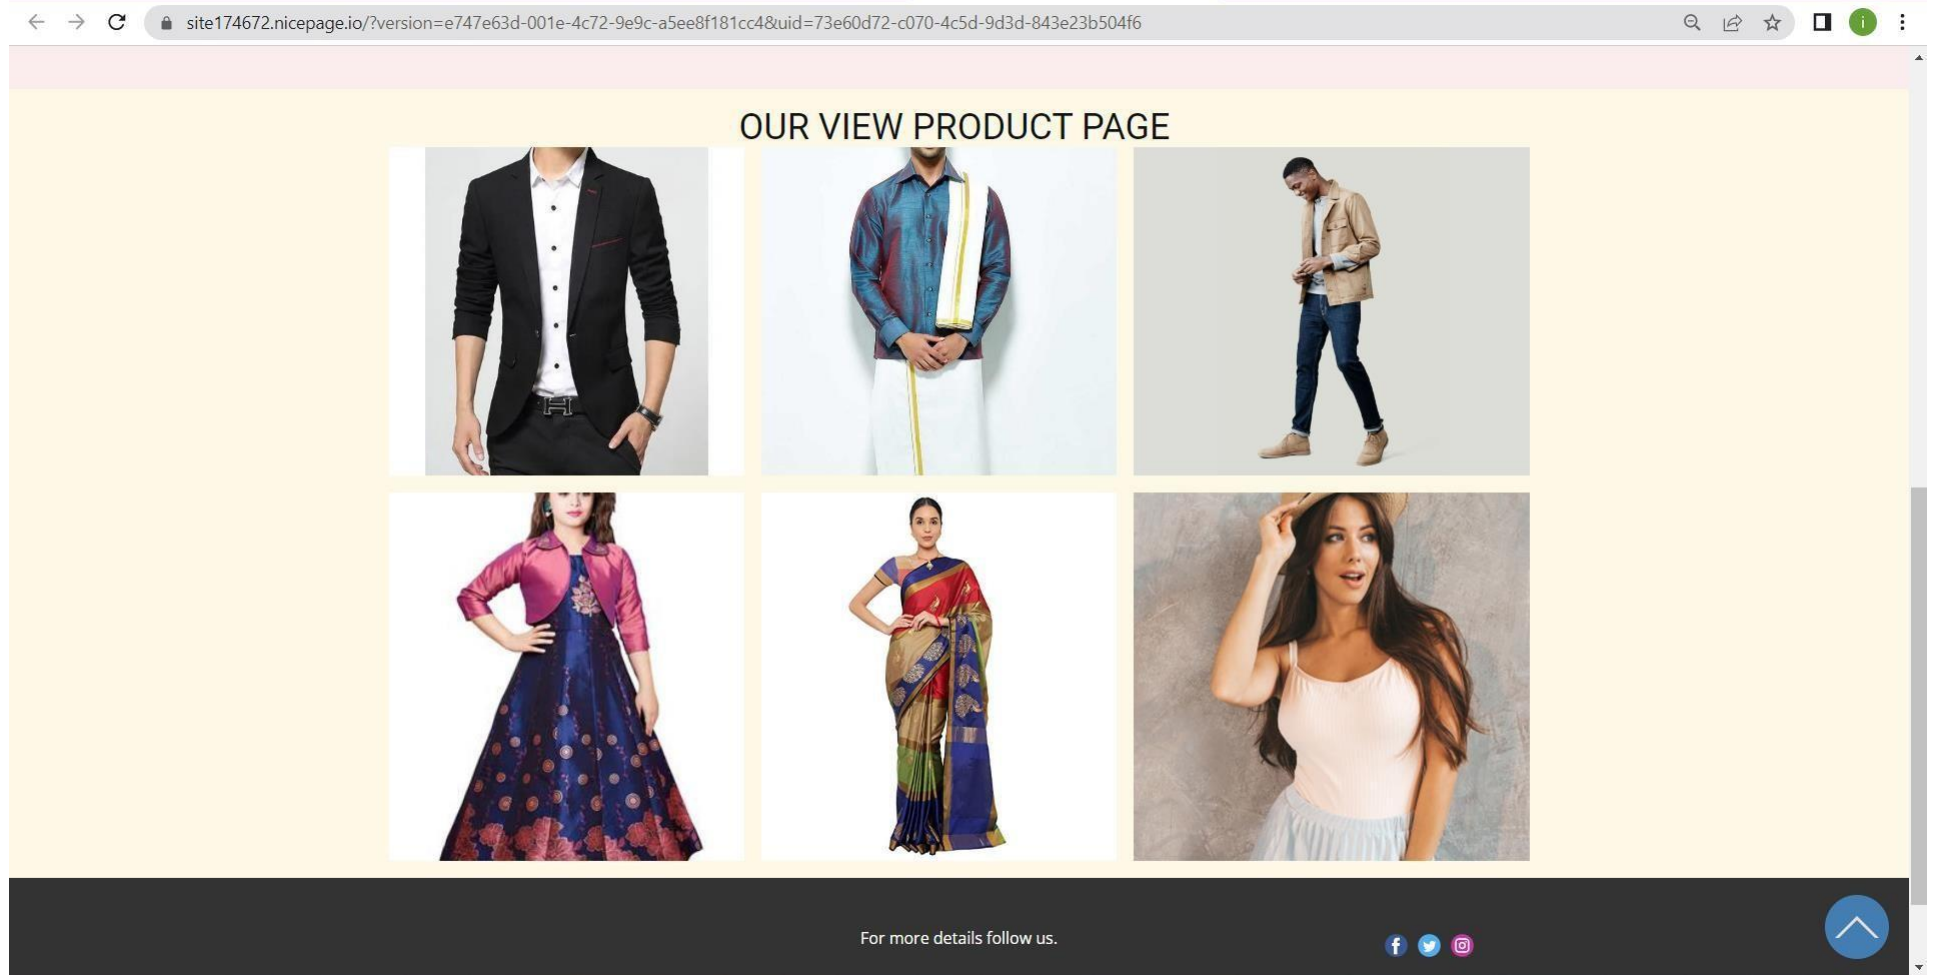 site174672.nicepage.io/?version=e747e63d-001e-4c72-9e9c-a5ee8f181cc4&uid=73e60d72-c070-4c5d-9d3d-843e23b504f6
i
OUR VIEW PRODUCT PAGE
For more details follow us.